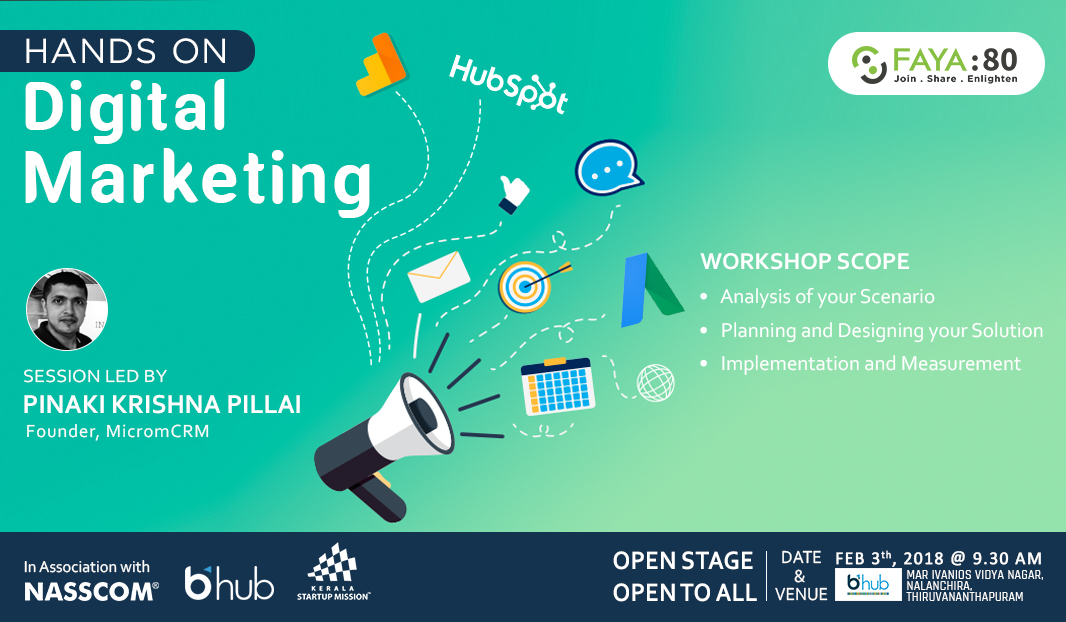 HANDS ON
Digital
Marketing
HubSpot
FAYA:80
Join . Share . Enlighten
SESSION LED BY
PINAKI KRISHNA PILLAI
Founder, MicromCRM
WORKSHOP SCOPE
• Analysis of your Scenario
• Planning and Designing your Solution
• Implementation and Measurement
In Association with
NASSCOM®
b hub
KERALA
STARTUP MISSION
OPEN STAGE
OPEN TO ALL
DATE
&
VENUE
FEB 3th, 2018 @ 9.30 AM
b hub
MAR IVANIOS VIDYA NAGAR,
NALANCHIRA,
THIRUVANANTHAPURAM